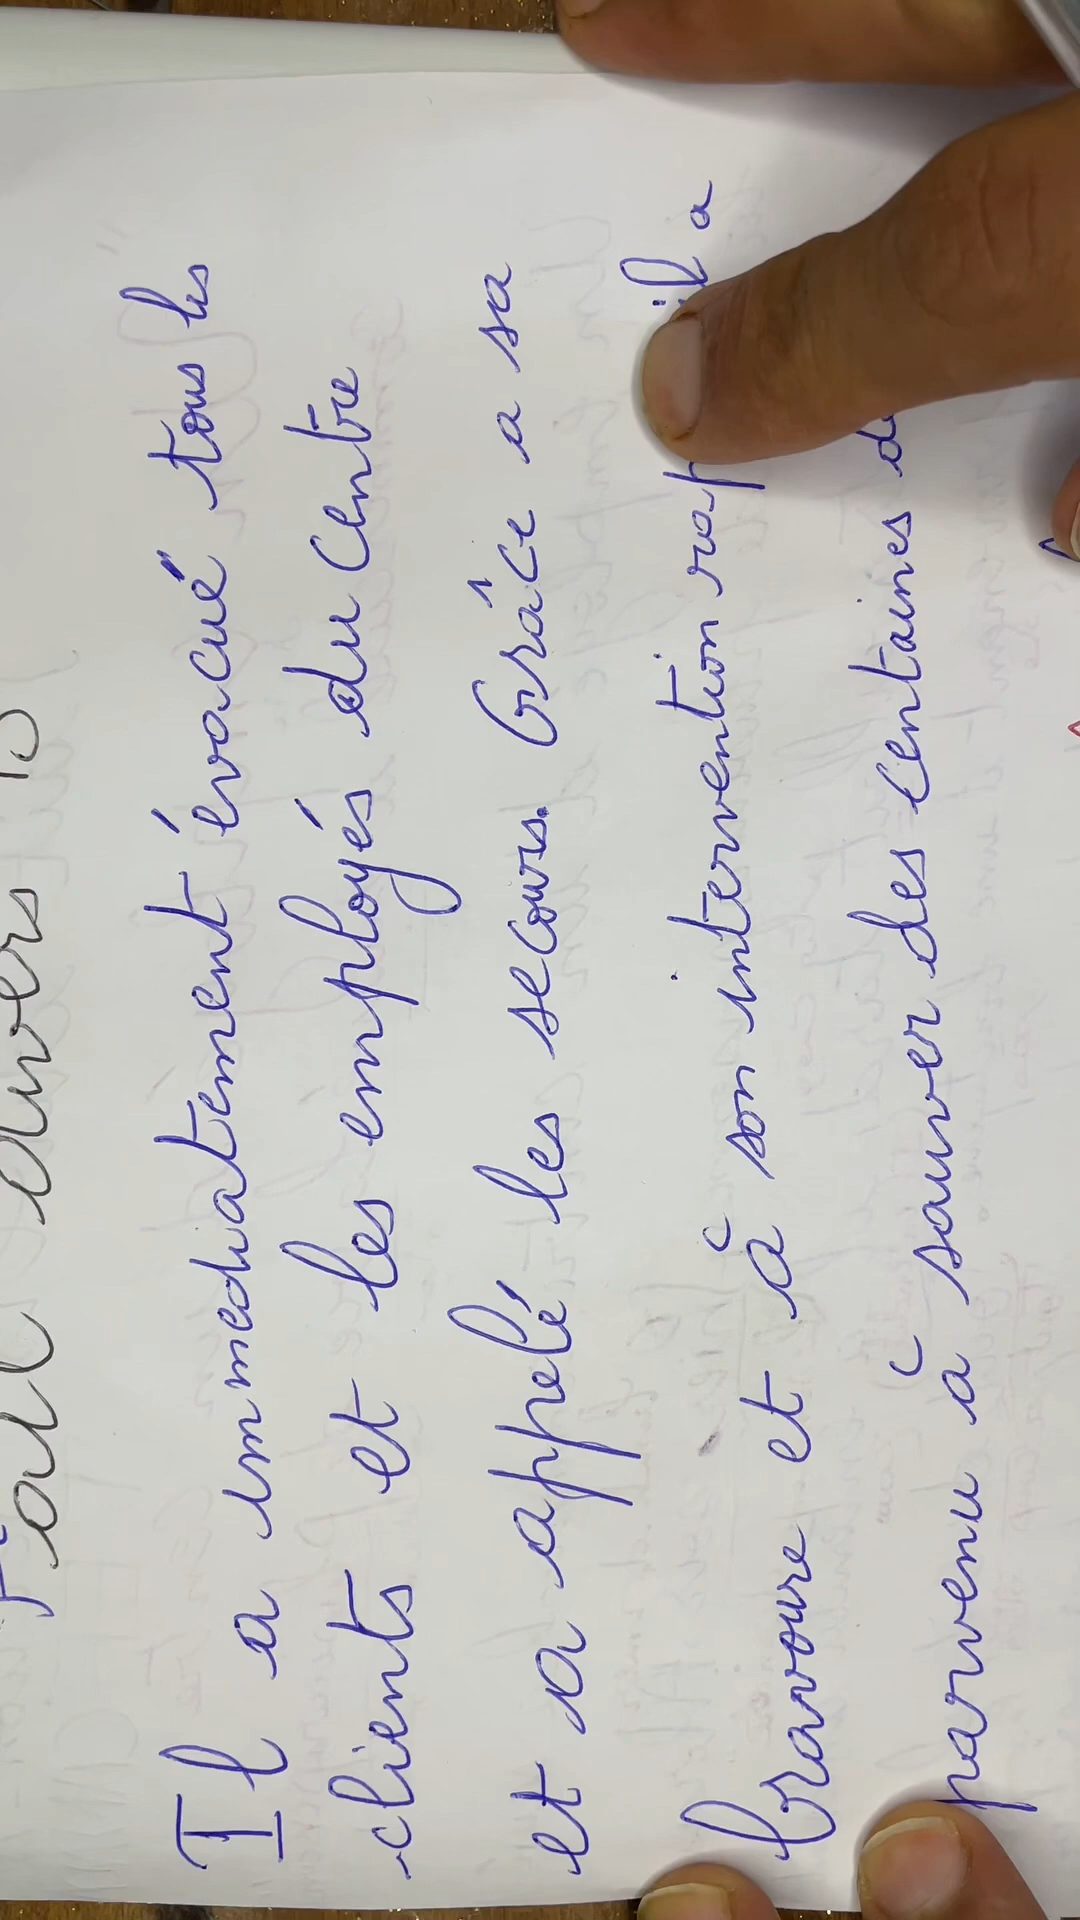 Fait divers 10
Il a immédiatement évacué tous les
clients et les employés du centre
et a appelé les secours. Grâce a sa
bravoure et à son intervention rap il a
parvenu à sauver des centaines de